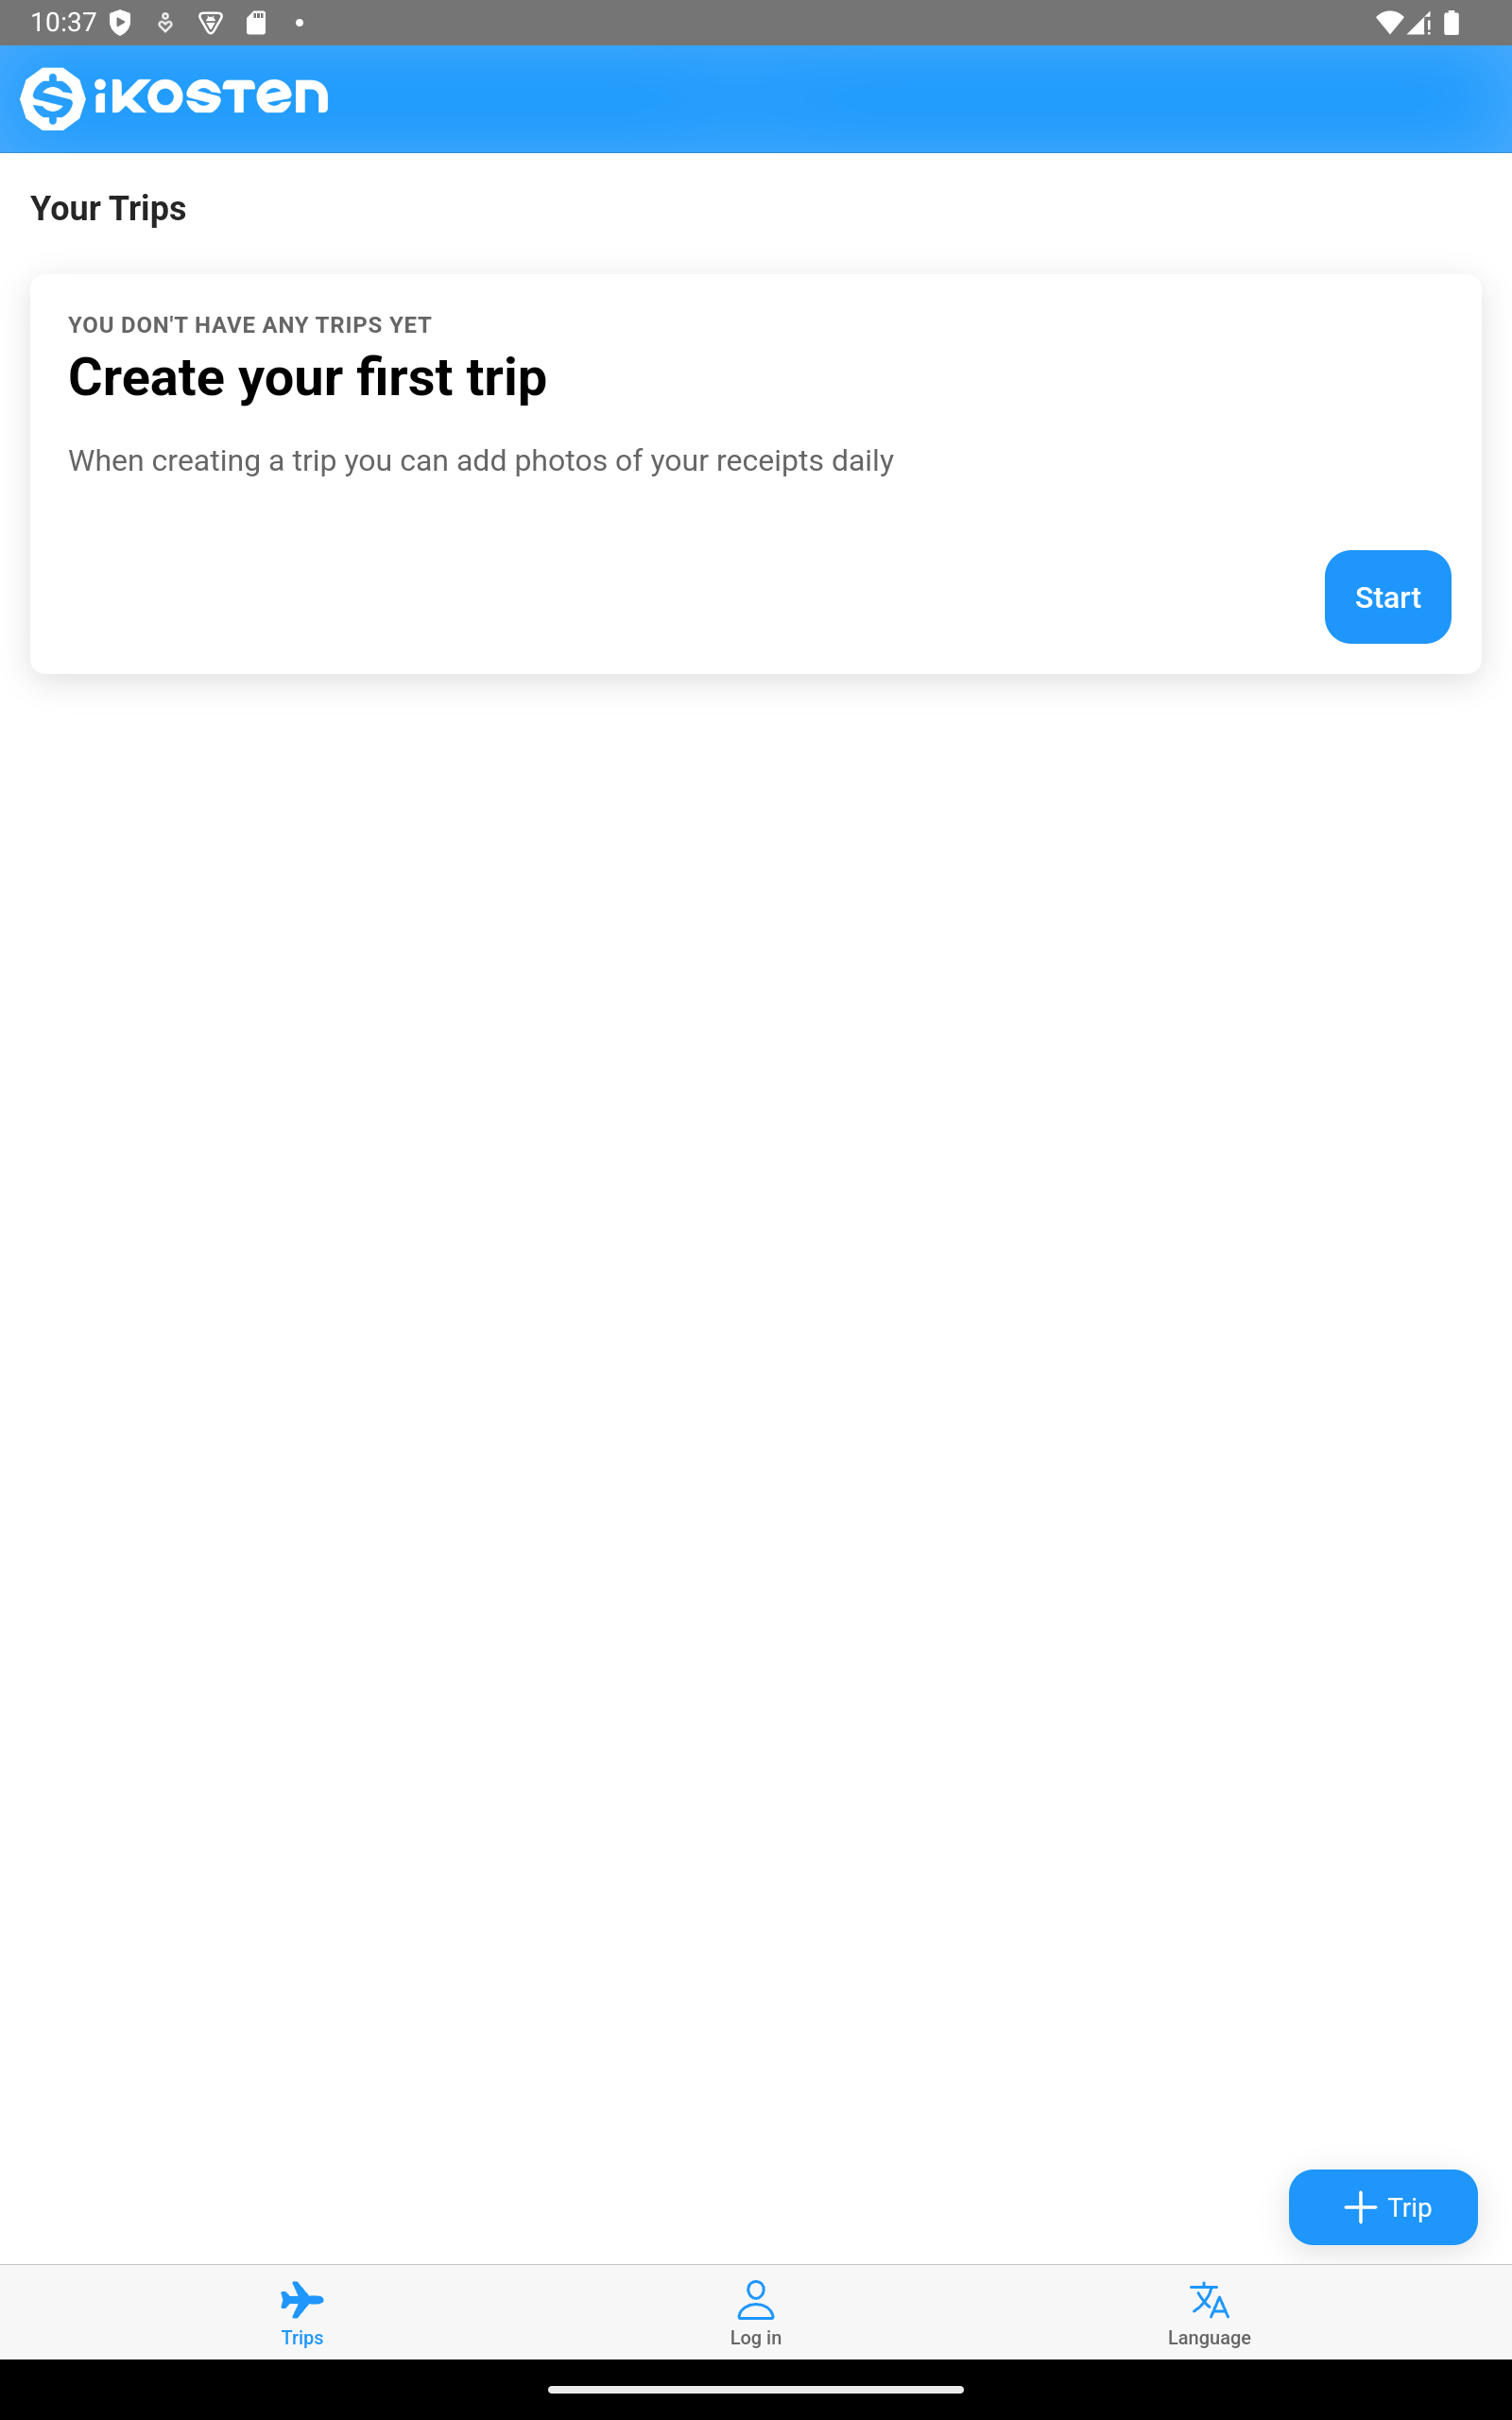 10:37
iKOSTEN
Your Trips
YOU DON'T HAVE ANY TRIPS YET
Create your first trip
When creating a trip you can add photos of your receipts daily
Start
Trip
Trips
Log in
Language